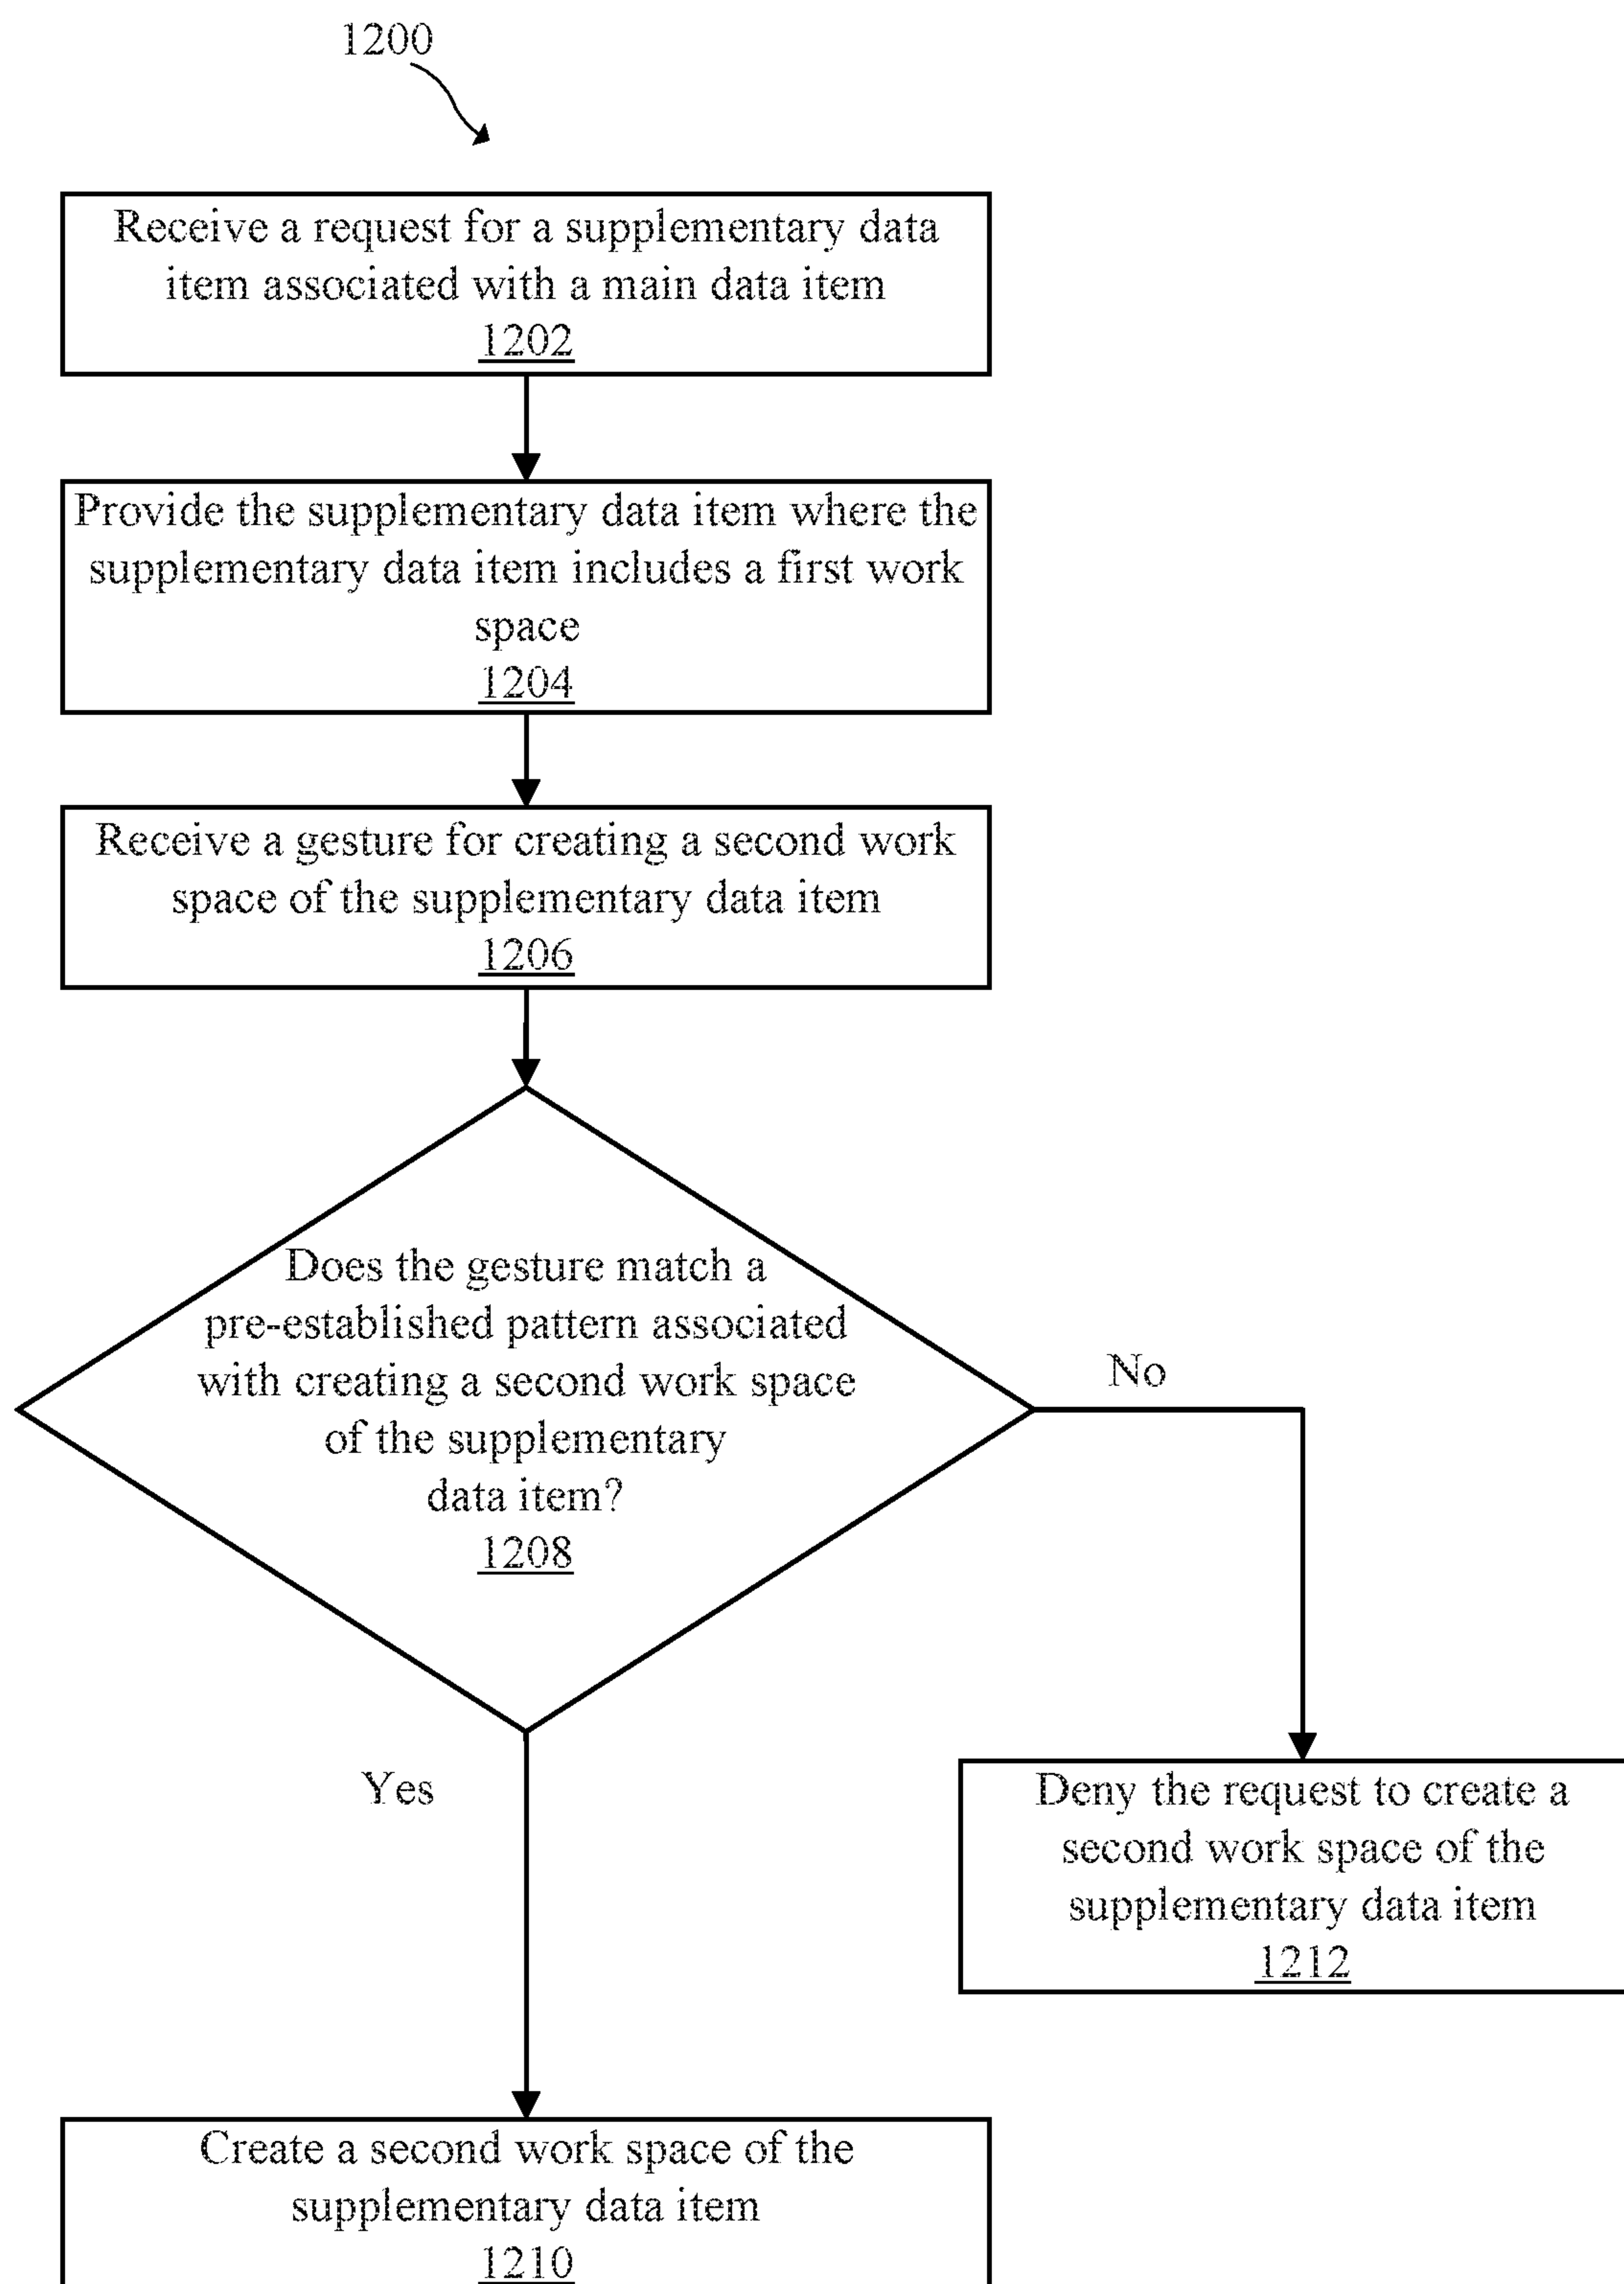 1200
Receive a request for a supplementary data
item associated with a main data item
1202
Provide the supplementary data item where the
supplementary data item includes a first work
space
1204
Receive a gesture for creating a second work
space of the supplementary data item
1206
Does the gesture match a
pre-established pattern associated
with creating a second work space
of the supplementary
data item?
1208
No
Yes
Deny the request to create a
second work space of the
supplementary data item
1212
Create a second work space of the
supplementary data item
1210